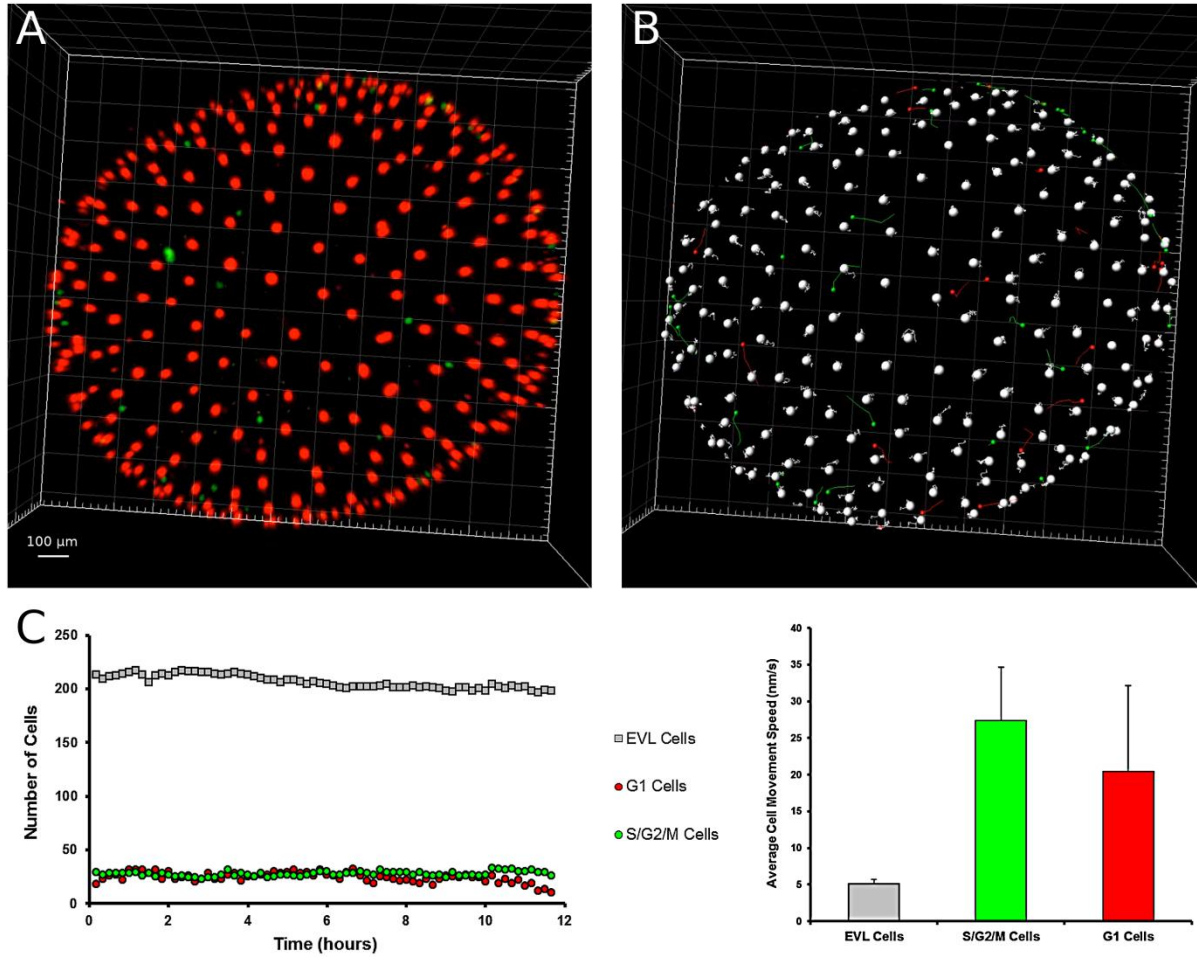 A
B
100 µm
C
250
200
150
100
50
0
0 2 4 6 8 10 12
Number of Cells
Time (hours)
EVL Cells
G1 Cells
S/G2/M Cells
40
35
30
25
20
15
10
5
0
Average Cell Movement Speed (nm/s)
EVL Cells S/G2/M Cells G1 Cells